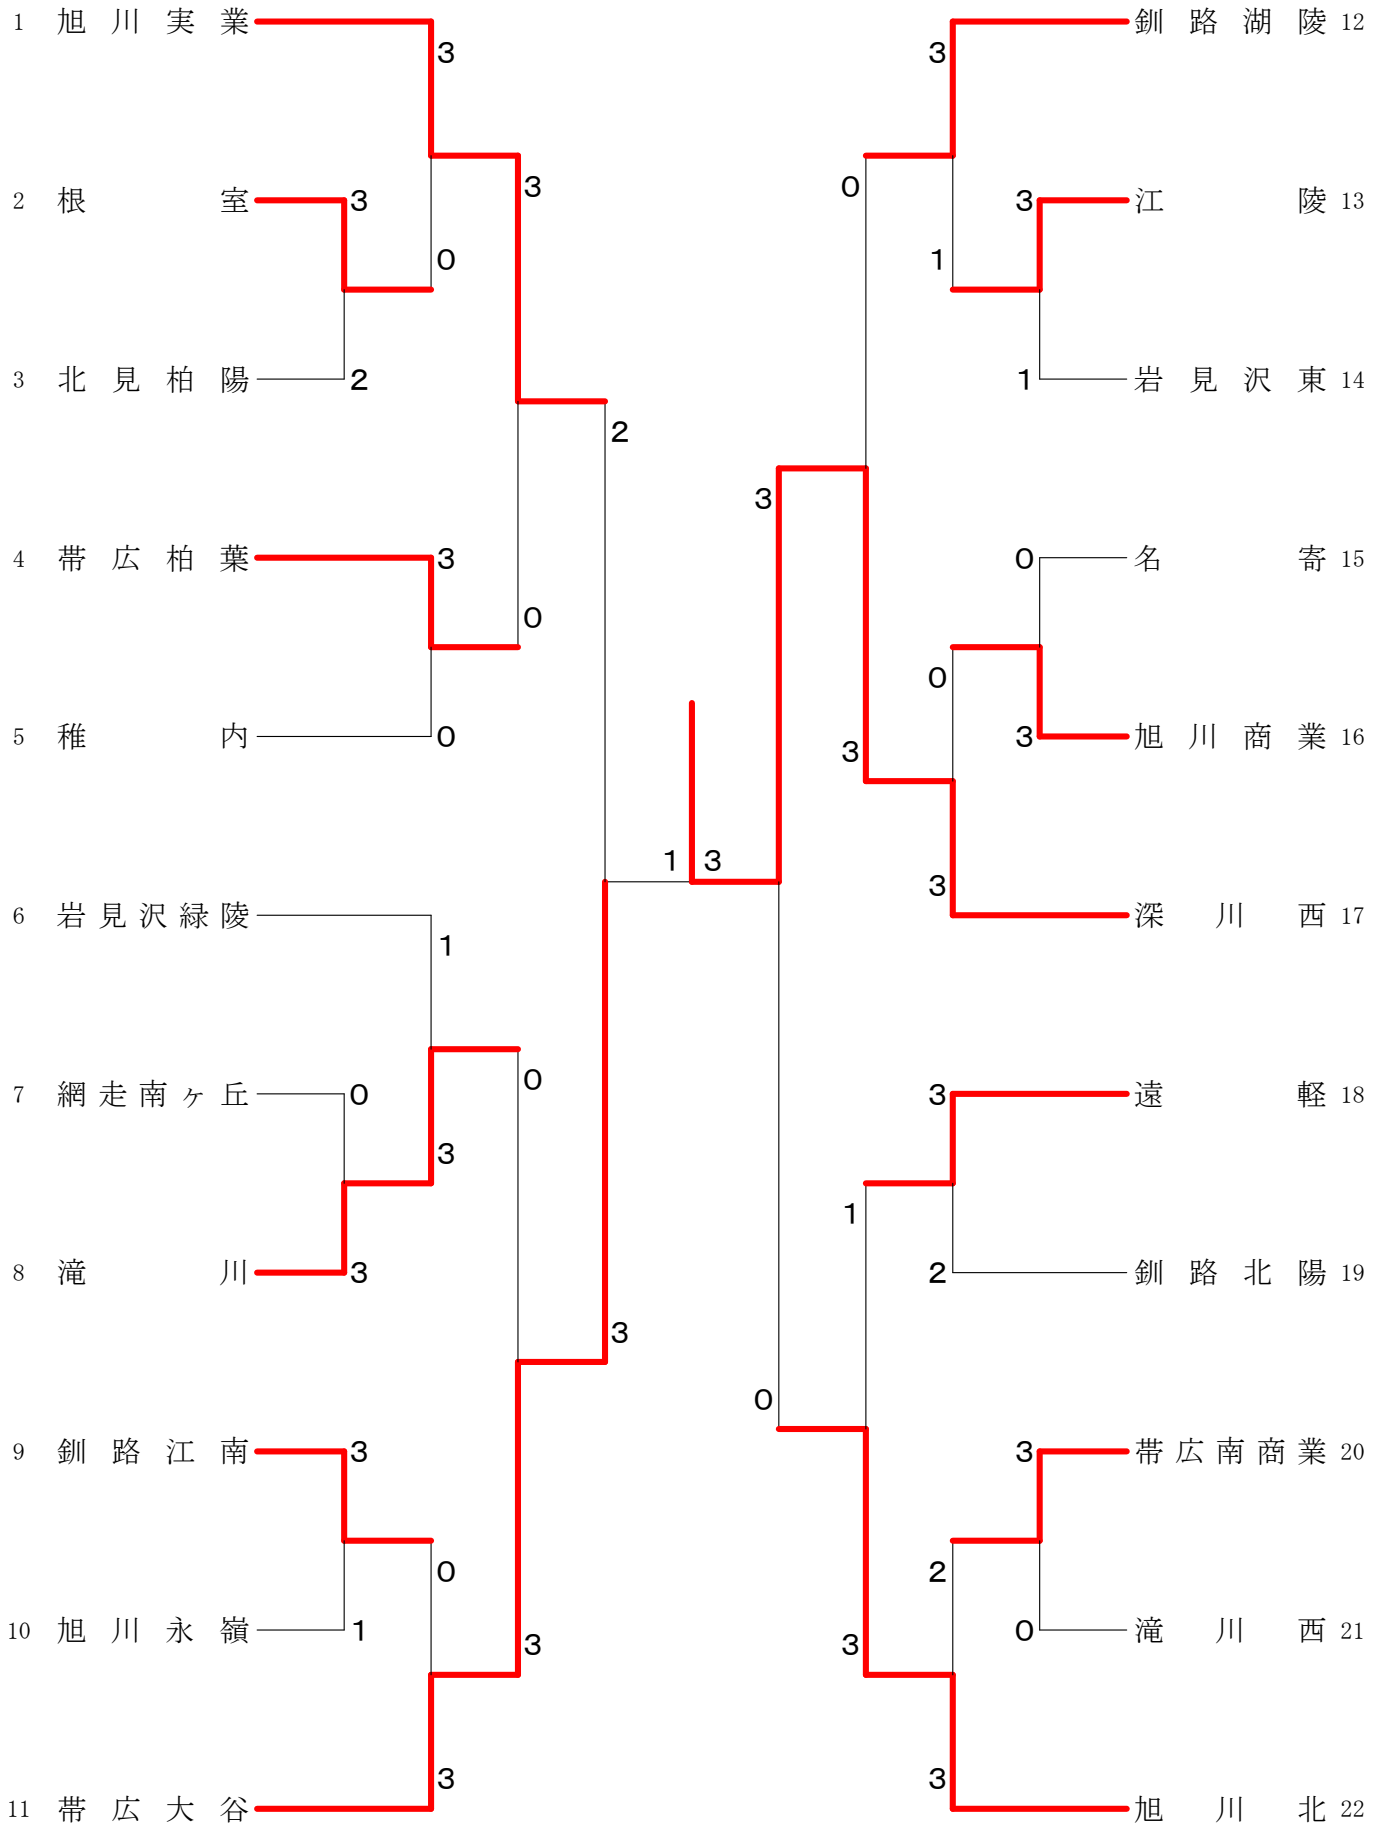 1 旭川実業 3 3 釧路湖陵 12
3 0
2 根室 3 3 江陵 13
0 1
3 北見柏陽 2 1 岩見沢東 14
2
3
4 帯広柏葉 3 0 名寄 15
0 0
5 稚内 0 3 旭川商業 16
3
1 3
6 岩見沢緑陵 3 深川西 17
1
0
7 網走南ヶ丘 0 3 遠軽 18
3
1
8 滝川 3 2 釧路北陽 19
3
0
9 釧路江南 3 3 帯広南商業 20
0 2
10 旭川永嶺 1 0 滝川西 21
3 3
3 3
11 帯広大谷 旭川北 22